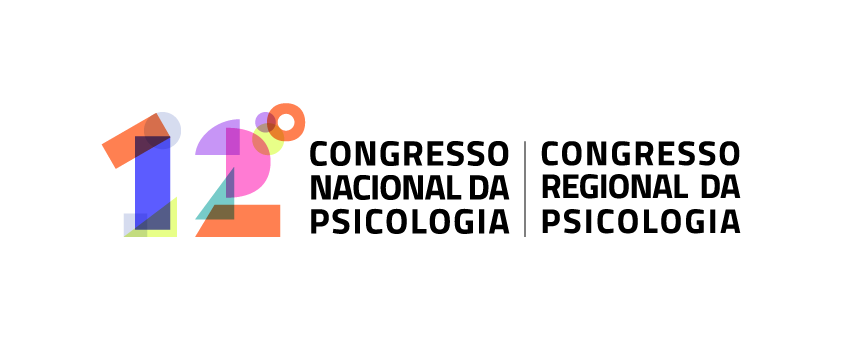 12º
CONGRESSO
NACIONAL DA
PSICOLOGIA
CONGRESSO
REGIONAL DA
PSICOLOGIA